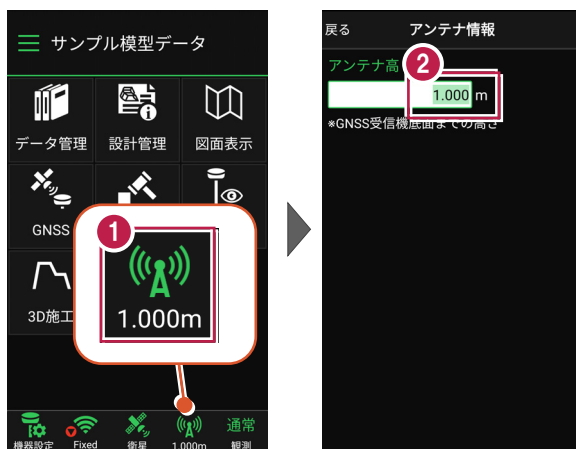 サンプル模型データ
データ管理
設計管理
図面表示
GNSS
1
3D施工
1.000m
機器設定
Fixed
衛星
1.000m
通常
観測
戻る
アンテナ情報
アンテナ高
2
1.000 m
※GNSS受信機底面までの高さ